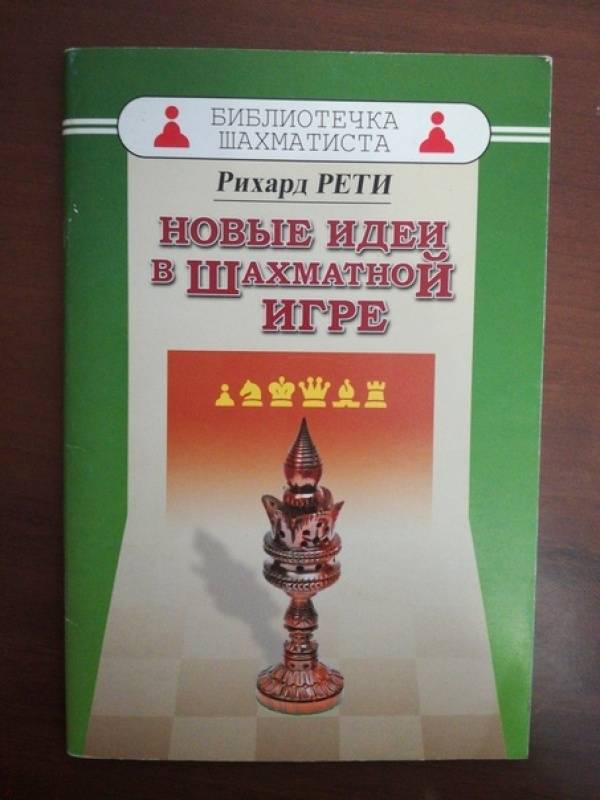 БИБЛИОТЕЧКА
ШАХМАТИСТА
Рихард РЕТИ
НОВЫЕ ИДЕИ
В ШАХМАТНОЙ
ИГРЕ